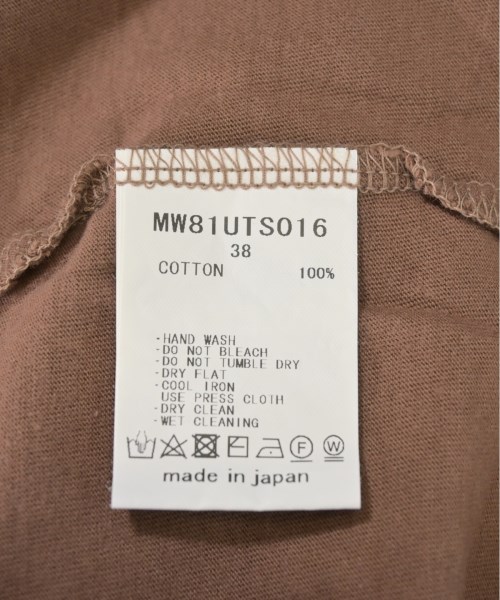 MW81UTS016
38
COTTON 100%
-HAND WASH
-DO NOT BLEACH
-DO NOT TUMBLE DRY
-DRY FLAT
-COOL IRON
USE PRESS CLOTH
-DRY CLEAN
-WET CLEANING
F W
made in japan